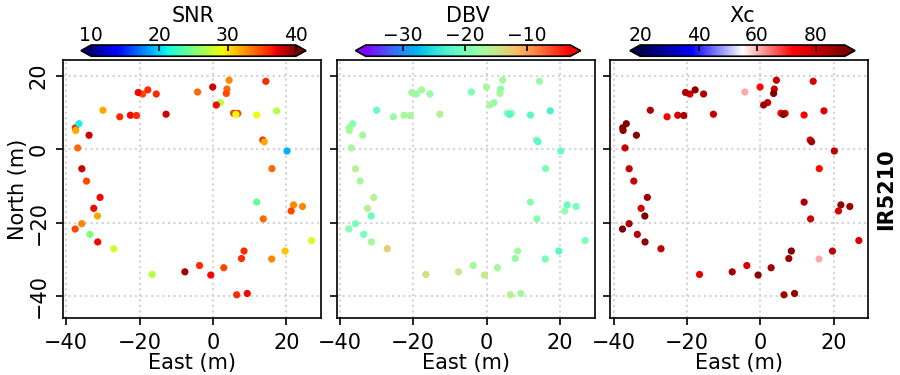 SNR DBV Xc
10 20 30 40 −30 −20 −10 20 40 60 80
20
0
−20
−40
North (m)
IR5210
−40 −20 0 20 −40 −20 0 20 −40 −20 0 20
East (m) East (m) East (m)